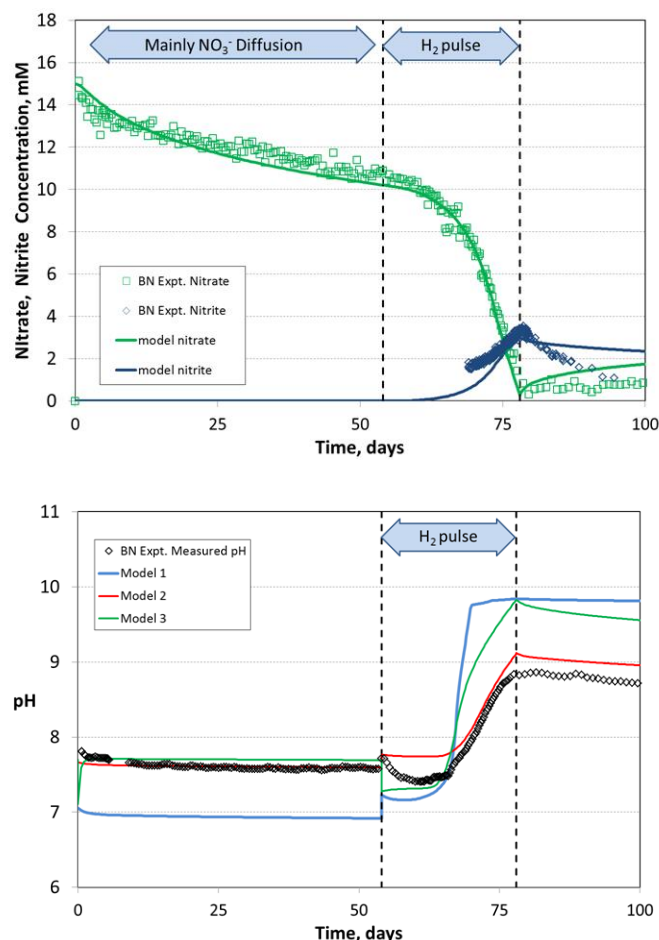 18
16
14
12
10
8
6
4
2
0
NItrate, Nitrite Concentration, mM
Mainly NO₃⁻ Diffusion
H₂ pulse
BN Expt. Nitrate
BN Expt. Nitrite
model nitrate
model nitrite
0 25 50 75 100
Time, days
11
10
9
8
7
6
pH
H₂ pulse
BN Expt. Measured pH
Model 1
Model 2
Model 3
0 25 50 75 100
Time, days